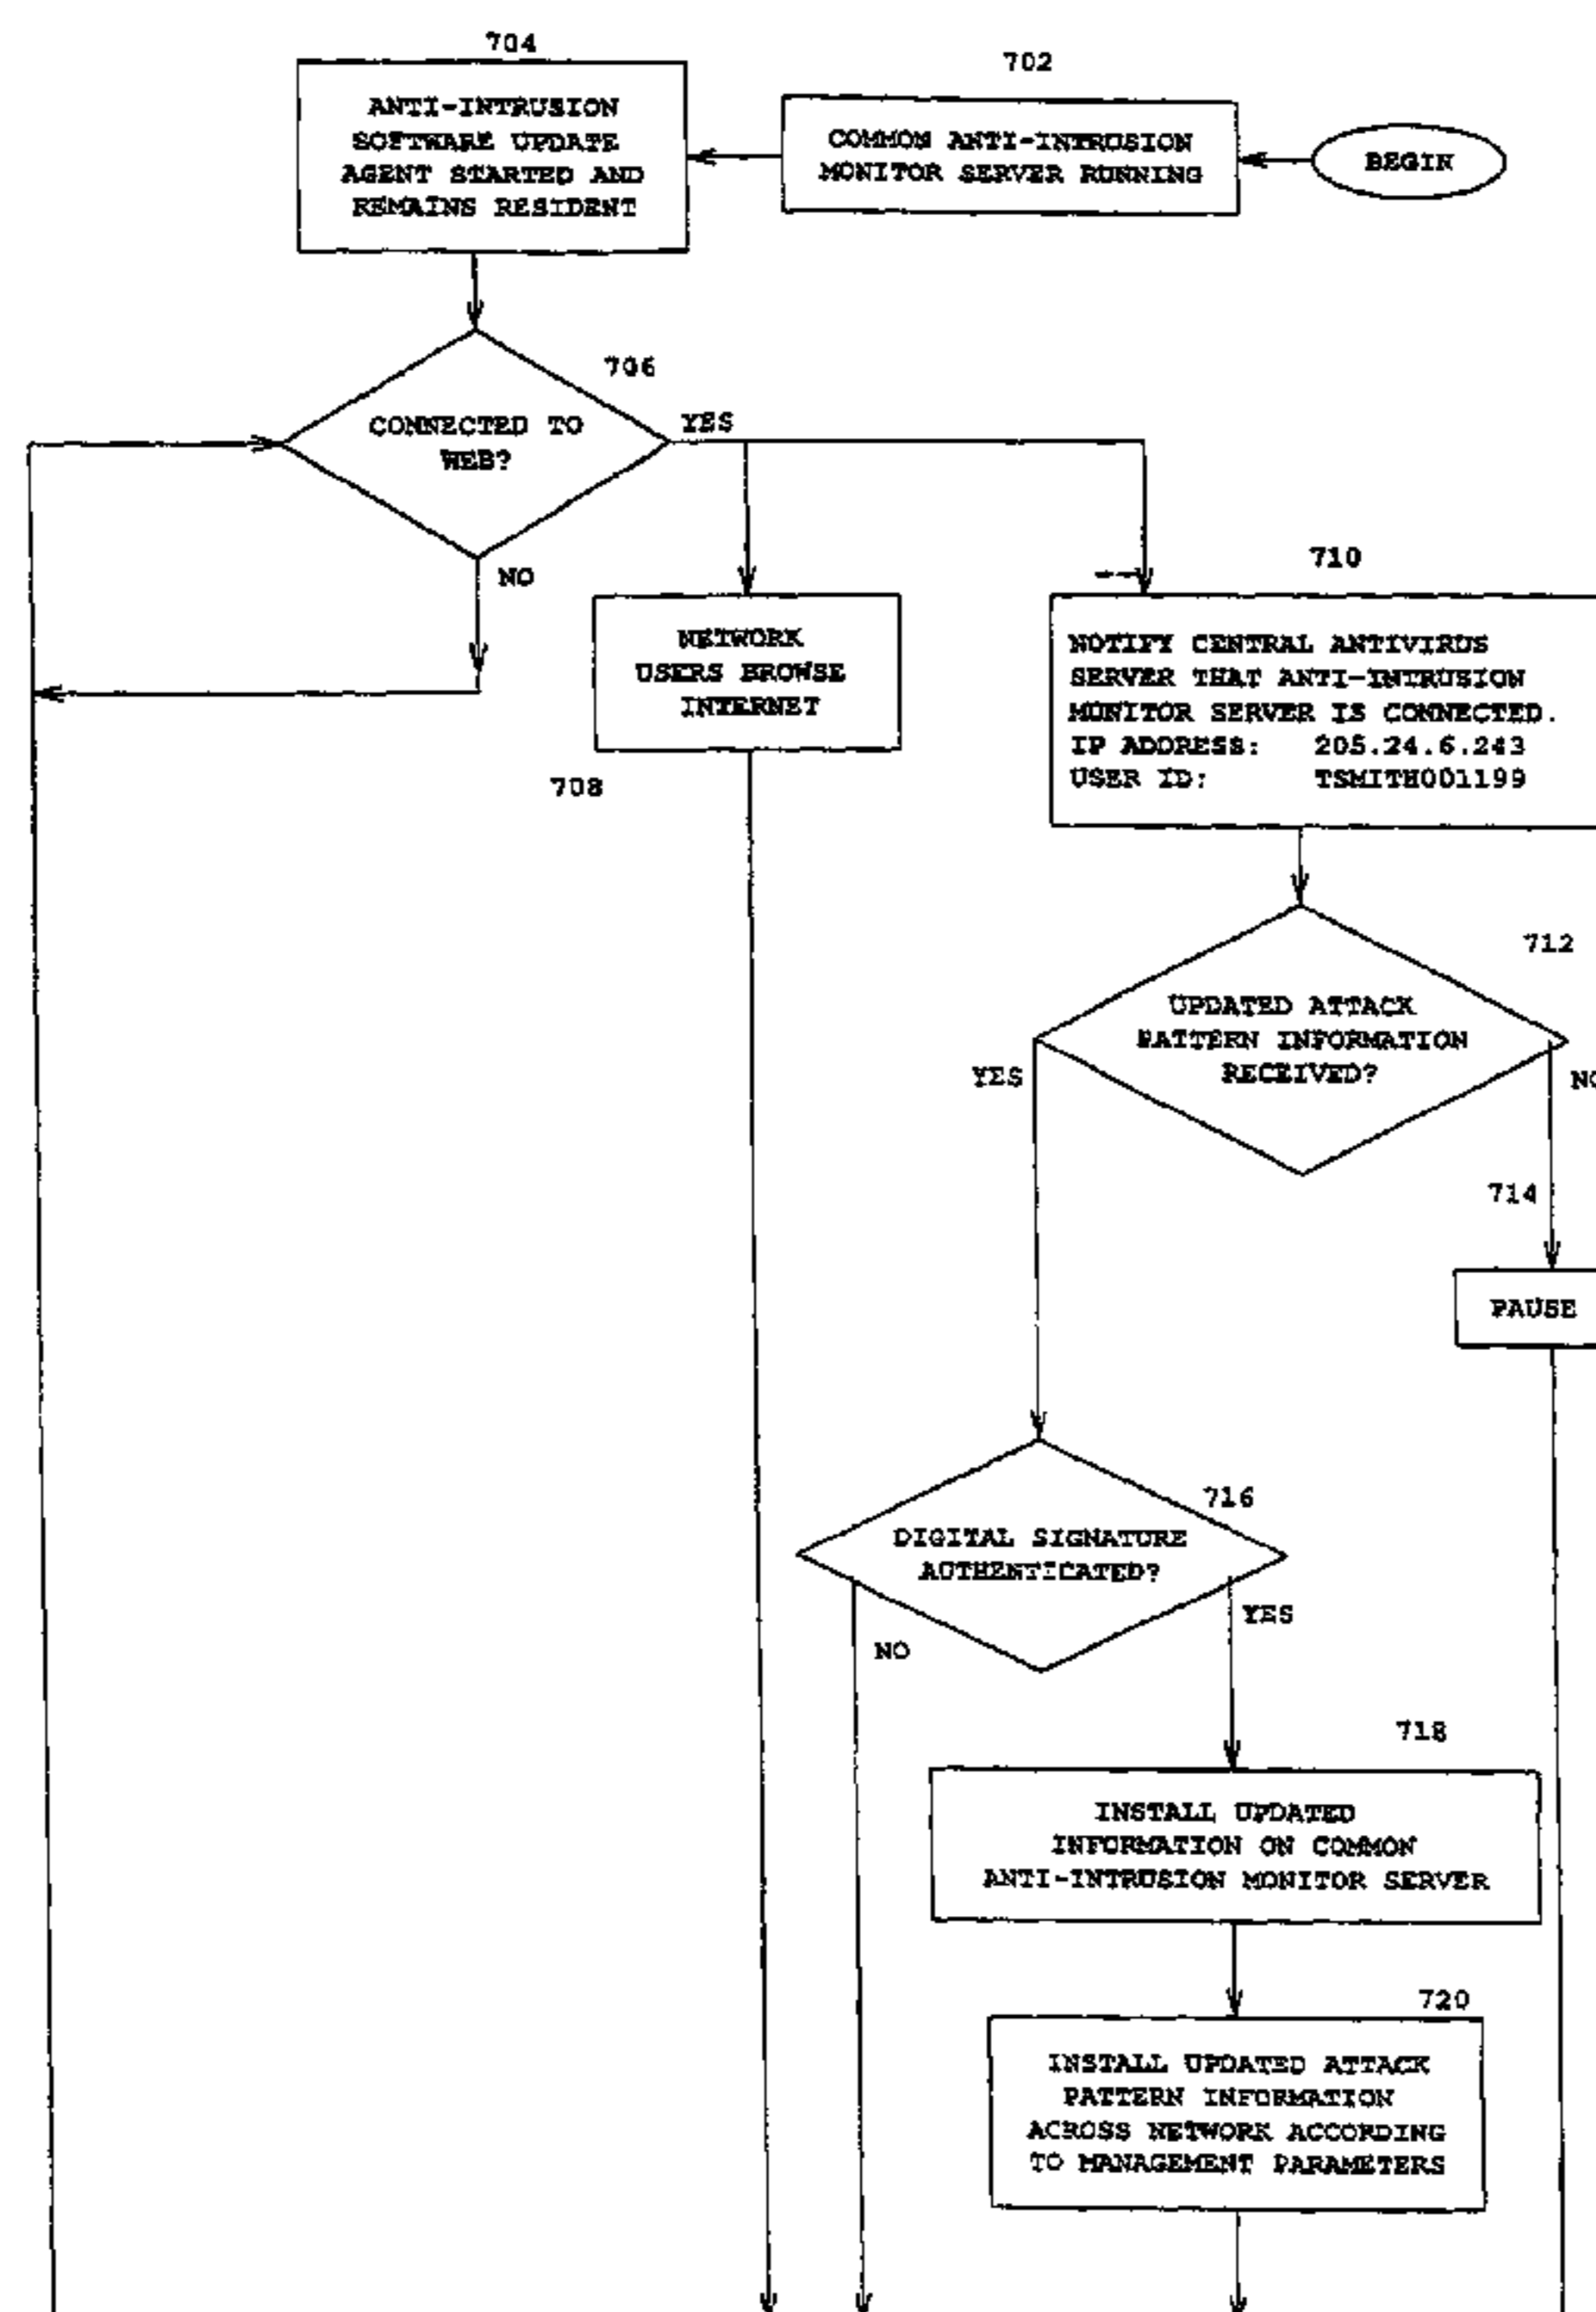 704
702
ANTI-INTRUSION
SOFTWARE UPDATE
AGENT STARTED AND
REMAINS RESIDENT
COMMON ANTI-INTRUSION
MONITOR SERVER RUNNING
BEGIN
706
CONNECTED TO
WEB?
YES
NO
710
NETWORK
USERS BROWSE
INTERNET
708
NOTIFY CENTRAL ANTIVIRUS
SERVER THAT ANTI-INTRUSION
MONITOR SERVER IS CONNECTED.
IP ADDRESS: 205.24.6.243
USER ID: TSMITH001199
712
UPDATED ATTACK
PATTERN INFORMATION
RECEIVED?
YES
NO
714
PAUSE
716
DIGITAL SIGNATURE
AUTHENTICATED?
YES
NO
718
INSTALL UPDATED
INFORMATION ON COMMON
ANTI-INTRUSION MONITOR SERVER
720
INSTALL UPDATED ATTACK
PATTERN INFORMATION
ACROSS NETWORK ACCORDING
TO MANAGEMENT PARAMETERS